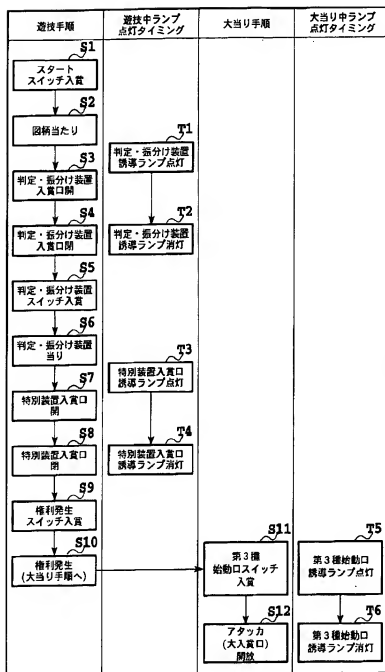 遊技手順
遊技中ランプ
点灯タイミング
大当り手順
大当り中ランプ
点灯タイミング
S1
スタート
スイッチ入賞
S2
図柄当たり
S3
判定・振分け装置
入賞口開
S4
判定・振分け装置
入賞口閉
S5
判定・振分け装置
スイッチ入賞
S6
判定・振分け装置
当り
S7
特別装置入賞口
開
S8
特別装置入賞口
閉
S9
権利発生
スイッチ入賞
S10
権利発生
(大当り手順へ)
T1
判定・振分け装置
誘導ランプ点灯
T2
判定・振分け装置
誘導ランプ消灯
T3
特別装置入賞口
誘導ランプ点灯
T4
特別装置入賞口
誘導ランプ消灯
S11
第3種
始動口スイッチ
入賞
S12
アタッカ
(大入賞口)
開放
T5
第3種始動口
誘導ランプ点灯
T6
第3種始動口
誘導ランプ消灯